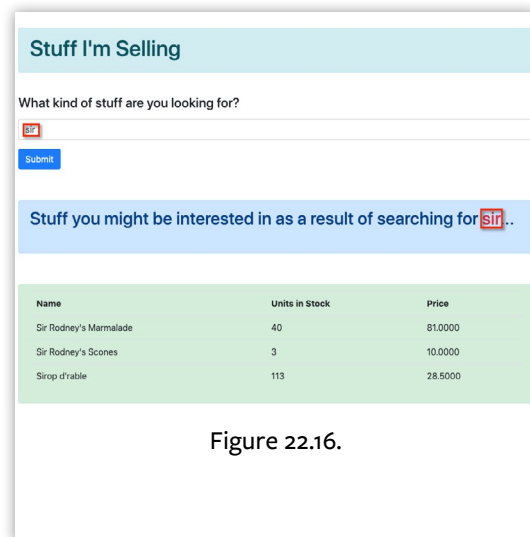 Stuff I'm Selling
What kind of stuff are you looking for?
sir
Submit
Stuff you might be interested in as a result of searching for sir..
Name Units in Stock Price
Sir Rodney's Marmalade 40 81.0000
Sir Rodney's Scones 3 10.0000
Sirop d'rable 113 28.5000
Figure 22.16.